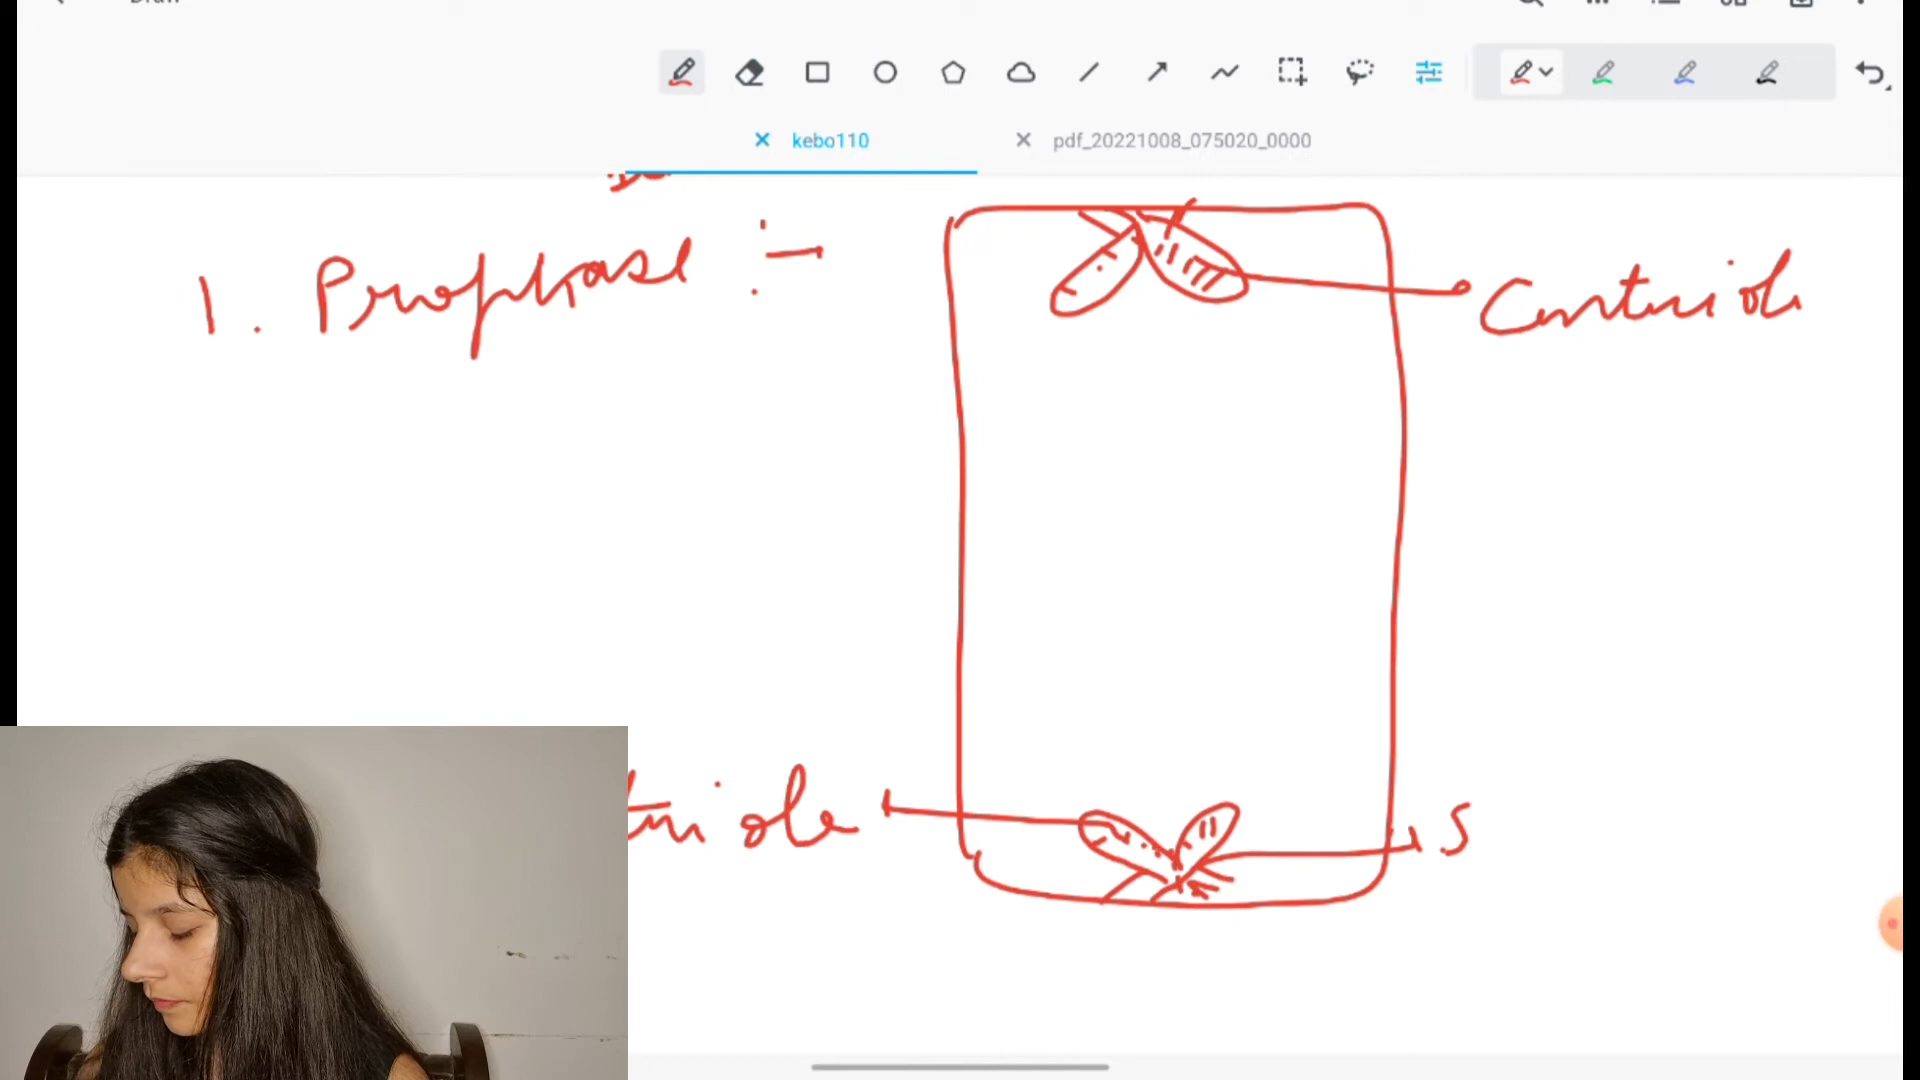 kebo110
pdf_20221008_075020_0000
1. Prophase :-
Centriole
triole
S